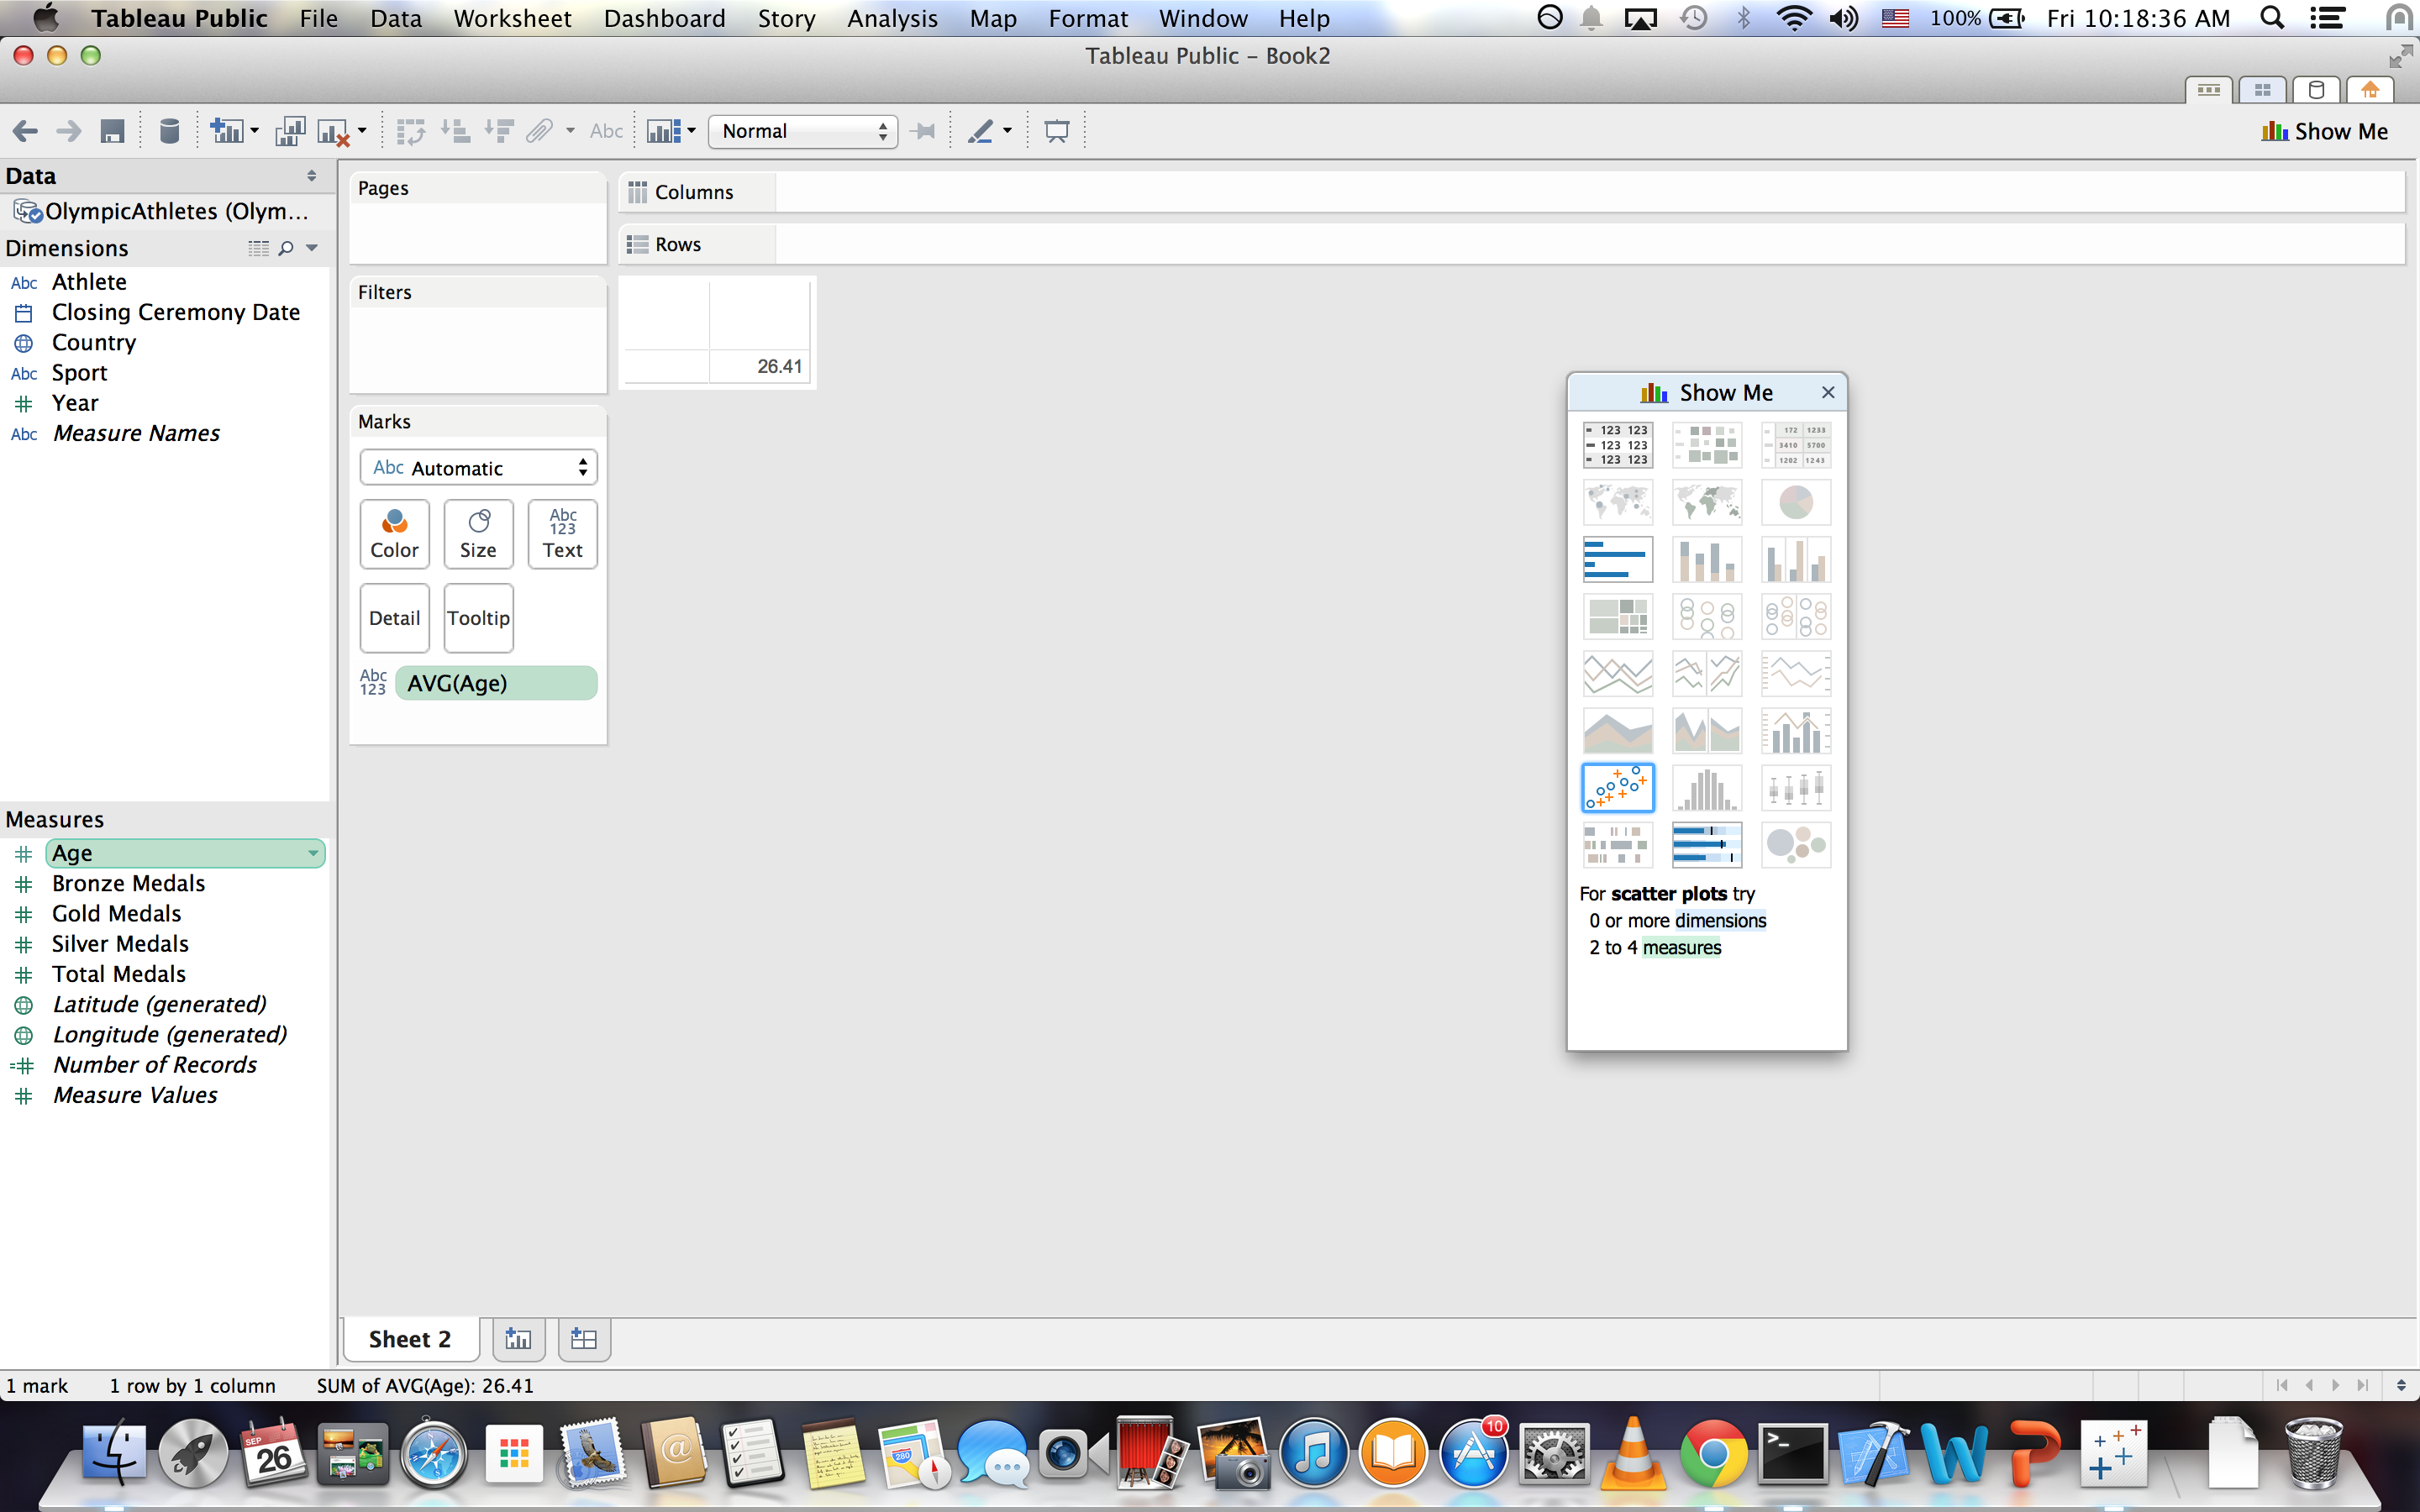 Tableau Public File Data Worksheet Dashboard Story Analysis Map Format Window Help 100% Fri 10:18:36 AM
Tableau Public – Book2
Abc Normal Show Me
Data
OlympicAthletes (Olym...
Dimensions
Abc Athlete
Closing Ceremony Date
Country
Abc Sport
# Year
Abc Measure Names
Measures
# Age
# Bronze Medals
# Gold Medals
# Silver Medals
# Total Medals
Latitude (generated)
Longitude (generated)
=# Number of Records
# Measure Values
Pages
Filters
Marks
Abc Automatic
Color
Size
Abc
123
Text
Detail
Tooltip
Abc
123
AVG(Age)
Columns
Rows
26.41
Show Me
123 123
123 123
123 123
172 1233
3410 5700
1202 1243
For scatter plots try
0 or more dimensions
2 to 4 measures
Sheet 2
1 mark 1 row by 1 column SUM of AVG(Age): 26.41
SEP
26
@
280
10
>_